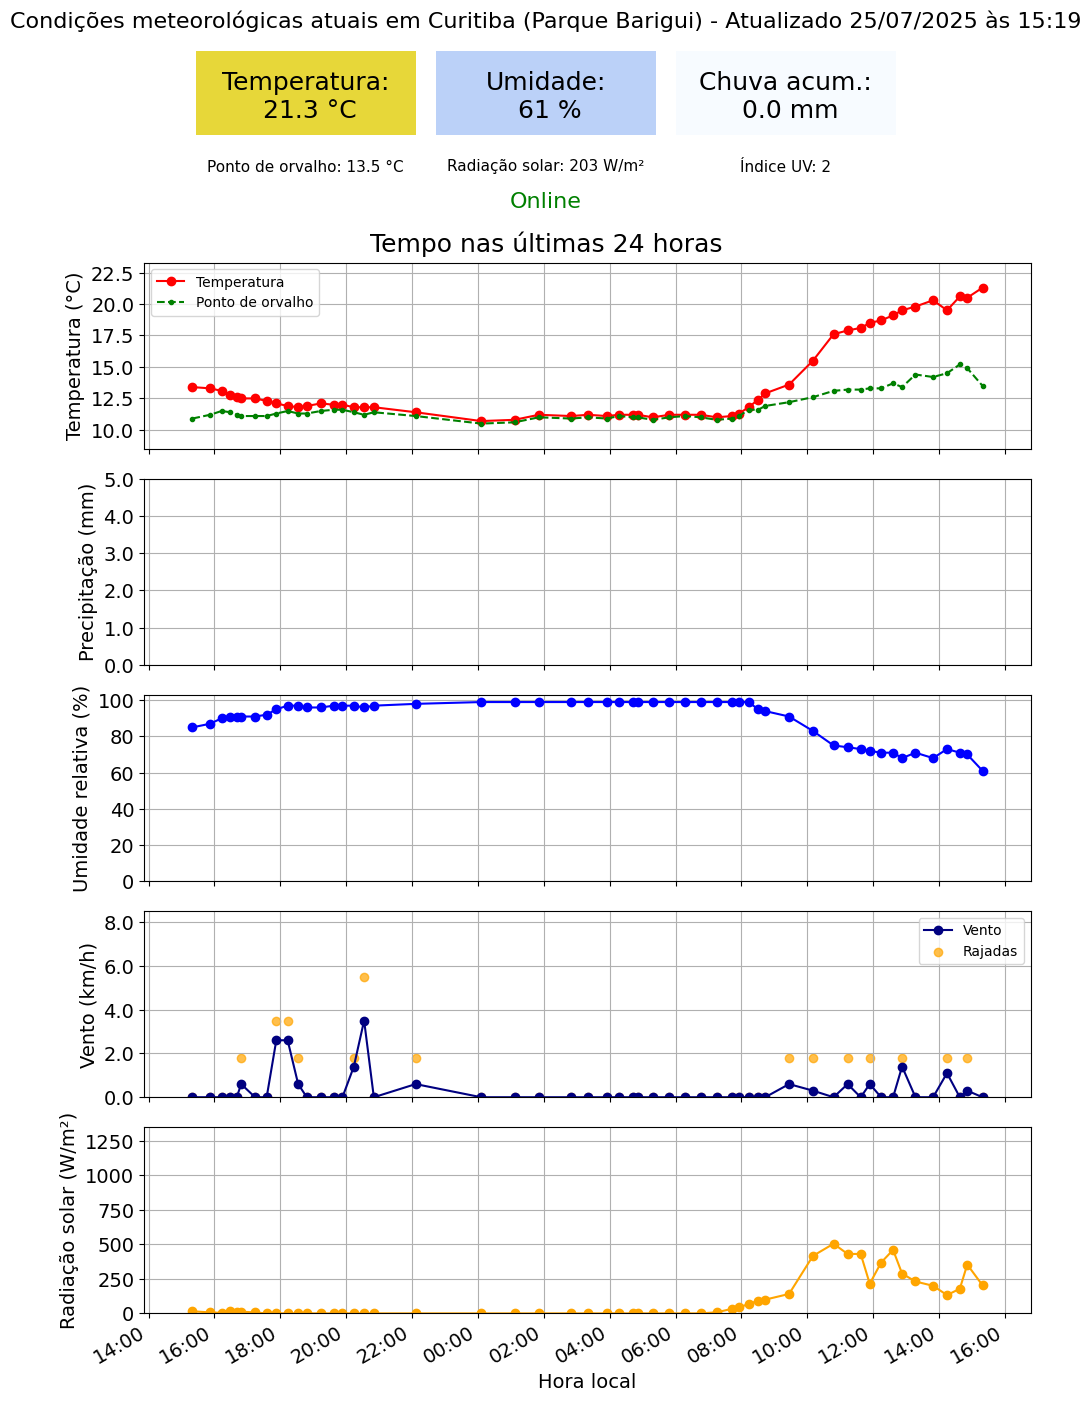 Condições meteorológicas atuais em Curitiba (Parque Barigui) - Atualizado 25/07/2025 às 15:19
Temperatura:
21.3 °C
Umidade:
61 %
Chuva acum.:
0.0 mm
Ponto de orvalho: 13.5 °C
Radiação solar: 203 W/m²
Índice UV: 2
Online
Tempo nas últimas 24 horas
Temperatura (°C)
22.5
20.0
17.5
15.0
12.5
10.0
Temperatura
Ponto de orvalho
Precipitação (mm)
5.0
4.0
3.0
2.0
1.0
0.0
Umidade relativa (%)
100
80
60
40
20
0
Vento (km/h)
8.0
6.0
4.0
2.0
0.0
Vento
Rajadas
Radiação solar (W/m²)
1250
1000
750
500
250
0
14:00
16:00
18:00
20:00
22:00
00:00
02:00
04:00
06:00
08:00
10:00
12:00
14:00
16:00
Hora local